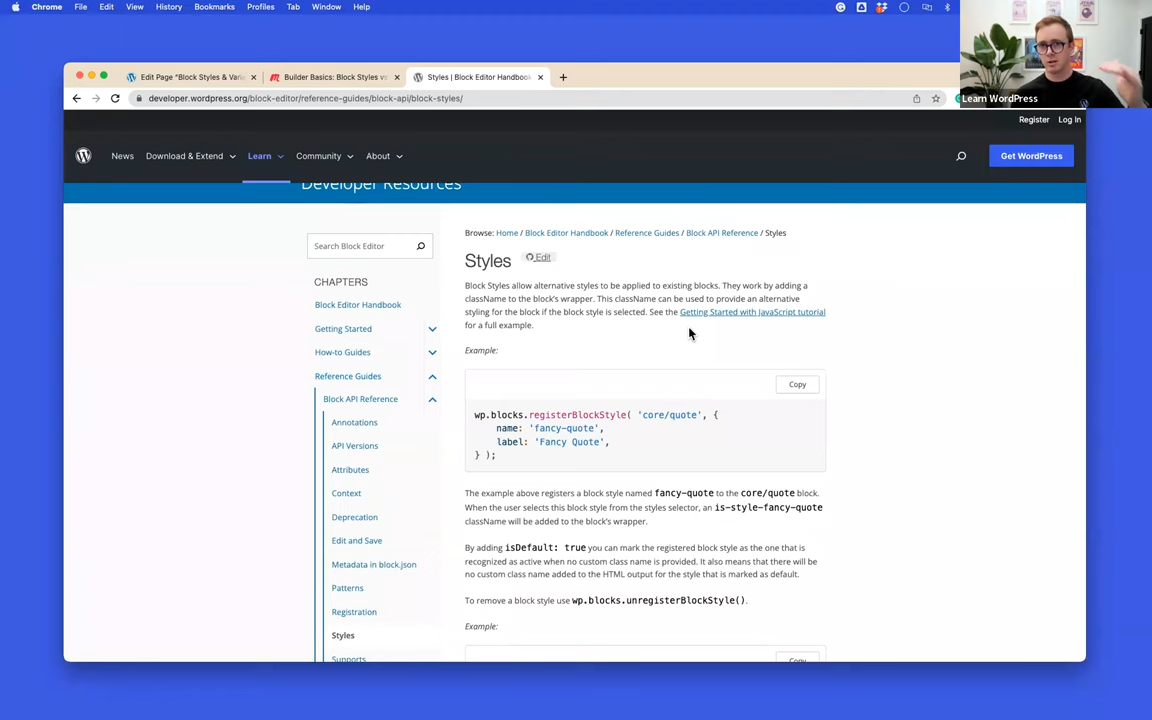 Chrome File Edit View History Bookmarks Profiles Tab Window Help
Learn WordPress
Edit Page "Block Styles & Varia
Builder Basics: Block Styles vs
Styles | Block Editor Handbook
developer.wordpress.org/block-editor/reference-guides/block-api/block-styles/
Register Log In
News Download & Extend Learn Community About
Get WordPress
Developer Resources
Search Block Editor
CHAPTERS
Block Editor Handbook
Getting Started
How-to Guides
Reference Guides
Block API Reference
Annotations
API Versions
Attributes
Context
Deprecation
Edit and Save
Metadata in block.json
Patterns
Registration
Styles
Supports
Browse: Home / Block Editor Handbook / Reference Guides / Block API Reference / Styles
Styles Edit
Block Styles allow alternative styles to be applied to existing blocks. They work by adding a
className to the block's wrapper. This className can be used to provide an alternative
styling for the block if the block style is selected. See the Getting Started with JavaScript tutorial
for a full example.
Example:
Copy
wp.blocks.registerBlockStyle( 'core/quote', {
name: 'fancy-quote',
label: 'Fancy Quote',
} );
The example above registers a block style named fancy-quote to the core/quote block.
When the user selects this block style from the styles selector, an is-style-fancy-quote
className will be added to the block's wrapper.
By adding isDefault: true you can mark the registered block style as the one that is
recognized as active when no custom class name is provided. It also means that there will be
no custom class name added to the HTML output for the style that is marked as default.
To remove a block style use wp.blocks.unregisterBlockStyle().
Example:
Copy